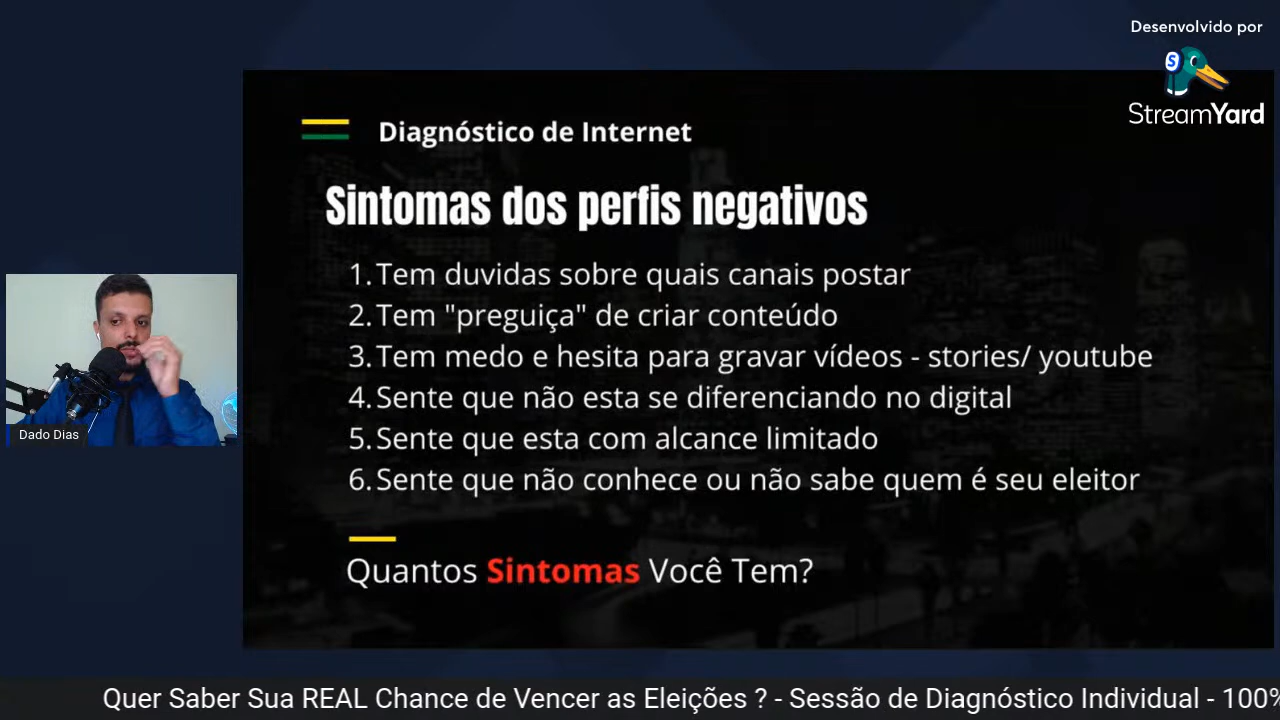 Desenvolvido por
StreamYard
Diagnóstico de Internet
Sintomas dos perfis negativos
1. Tem duvidas sobre quais canais postar
2. Tem "preguiça" de criar conteúdo
3. Tem medo e hesita para gravar vídeos - stories/ youtube
4. Sente que não esta se diferenciando no digital
5. Sente que esta com alcance limitado
6. Sente que não conhece ou não sabe quem é seu eleitor
Quantos Sintomas Você Tem?
Dado Dias
Quer Saber Sua REAL Chance de Vencer as Eleições ? - Sessão de Diagnóstico Individual - 100%